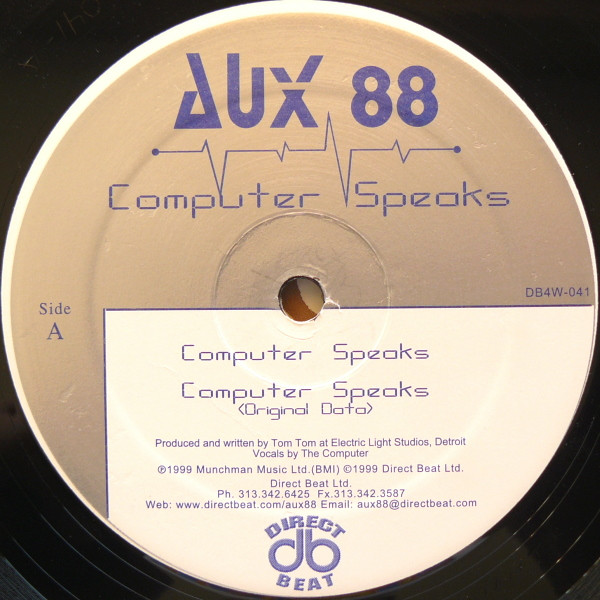 AUX 88
Computer Speaks
DB4W-041
Side
A
Computer Speaks
Computer Speaks
<Original Data>
Produced and written by Tom Tom at Electric Light Studios, Detroit
Vocals by The Computer
℗1999 Munchman Music Ltd.(BMI) ©1999 Direct Beat Ltd.
Direct Beat Ltd.
Ph. 313.342.6425 Fx.313.342.3587
Web: www.directbeat.com/aux88 Email: aux88@directbeat.com
DIRECT
db
BEAT